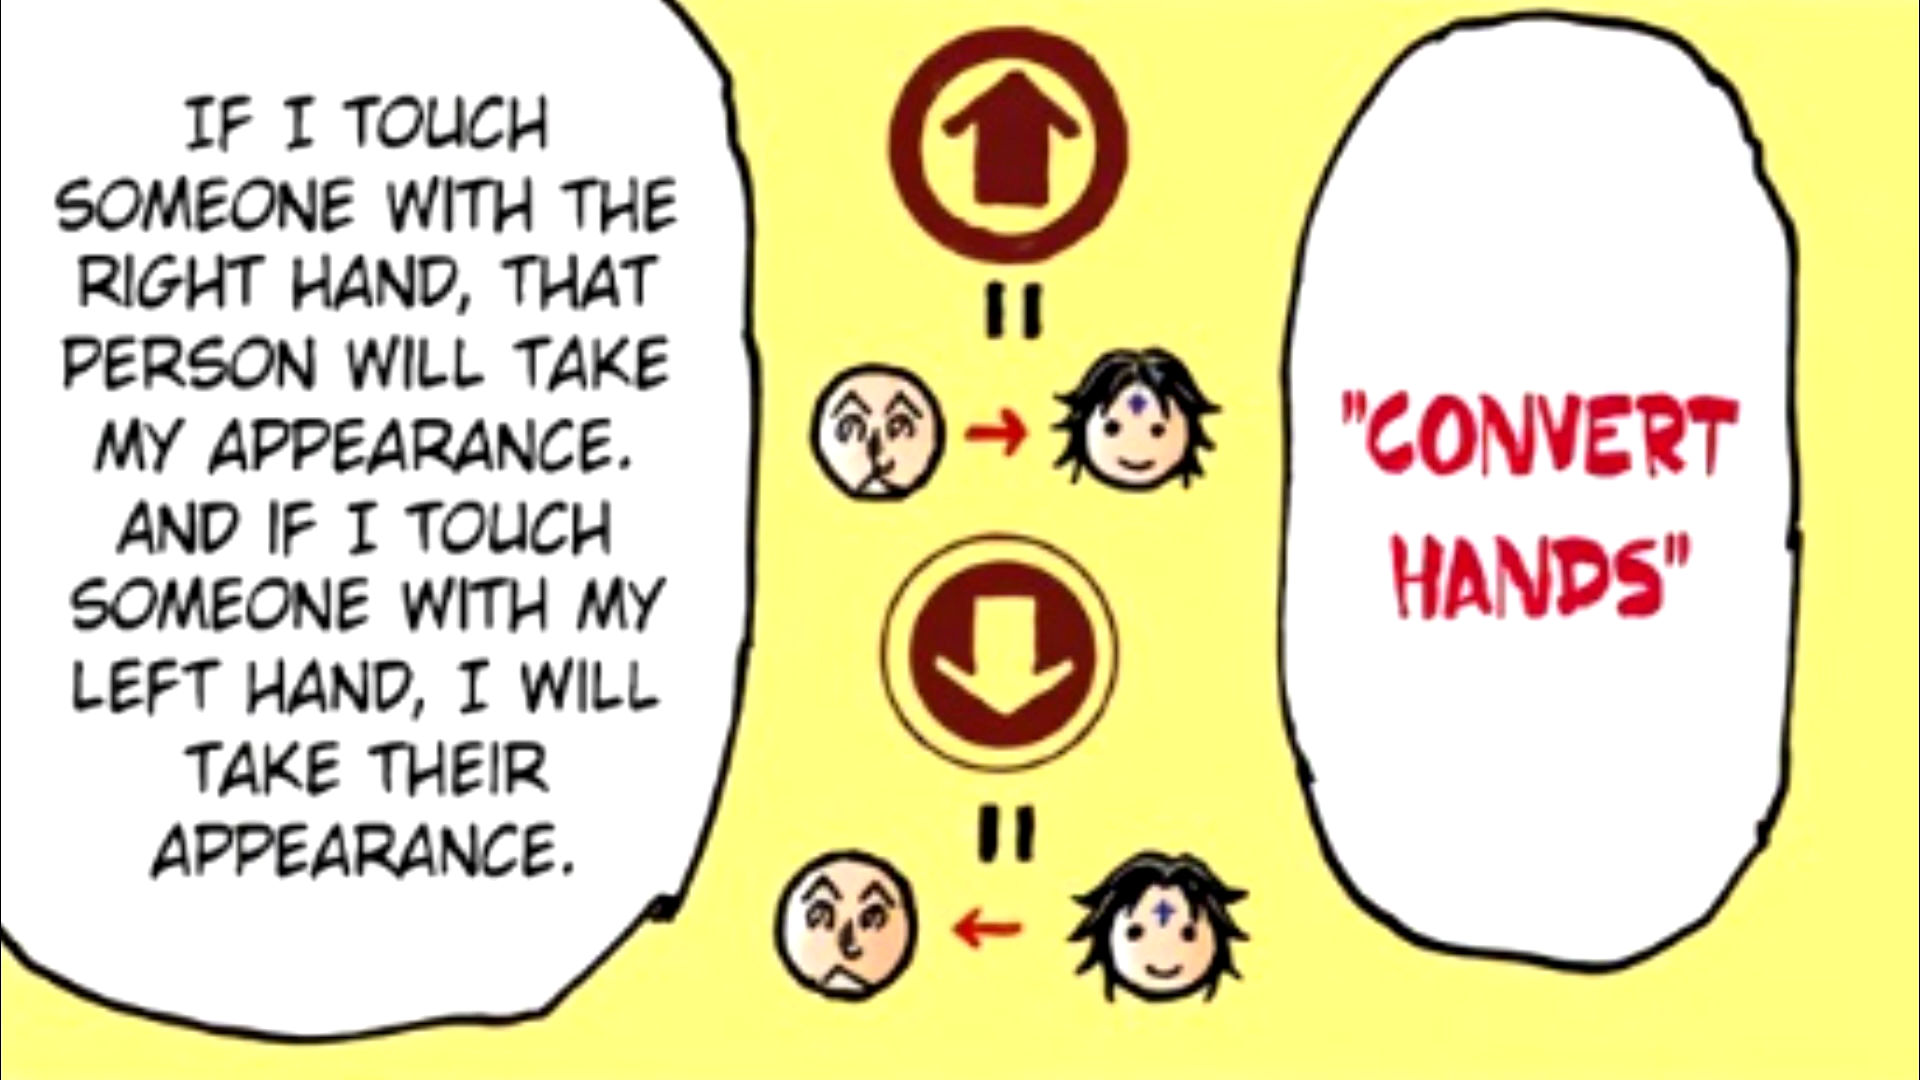 IF I TOUCH
SOMEONE WITH THE
RIGHT HAND, THAT
PERSON WILL TAKE
MY APPEARANCE.
AND IF I TOUCH
SOMEONE WITH MY
LEFT HAND, I WILL
TAKE THEIR
APPEARANCE.
"CONVERT
HANDS"